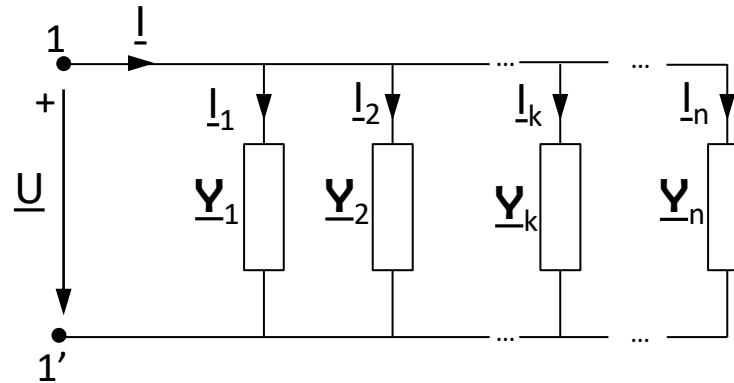 I
1
+
... ...
I₁ I₂ Iₖ Iₙ
U
Y₁ Y₂ Yₖ Yₙ
... ...
1’